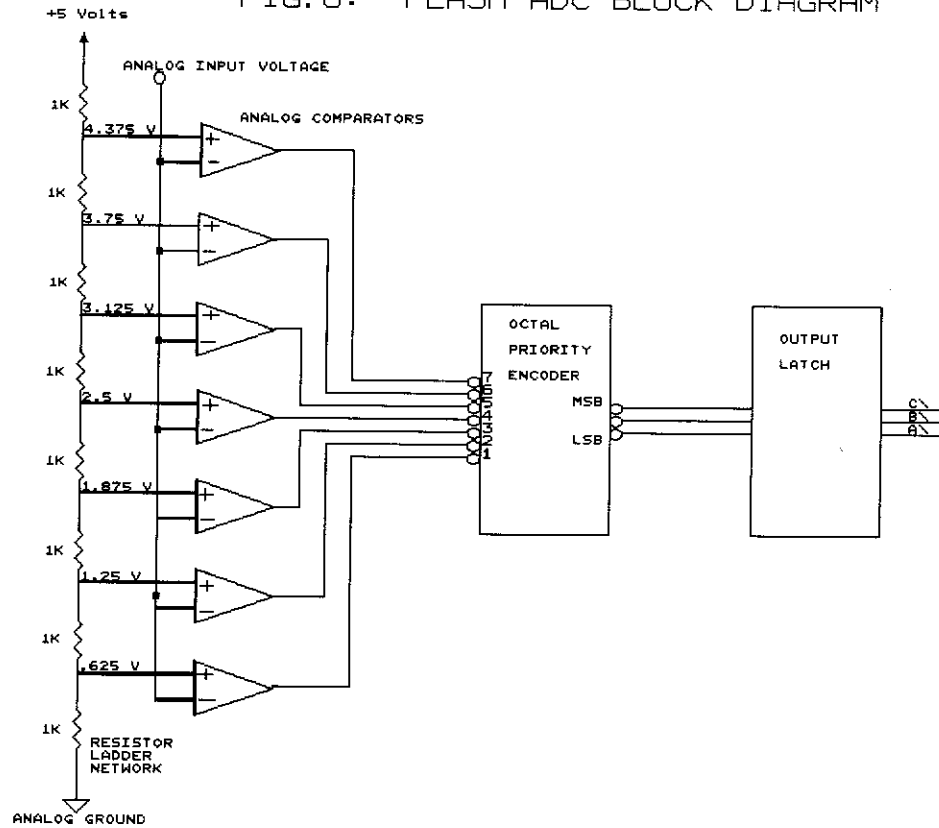 FIG.6: FLASH ADC BLOCK DIAGRAM
+5 Volts
ANALOG INPUT VOLTAGE
1K
ANALOG COMPARATORS
4.375 V
+
-
1K
3.75 V
+
-
1K
3.125 V
+
-
OCTAL
PRIORITY
ENCODER
OUTPUT
LATCH
1K
7
6
5
4
3
2
1
MSB
LSB
C\
B\
A\
2.5 V
+
-
1K
1.875 V
+
-
1K
1.25 V
+
-
1K
.625 V
+
-
1K
RESISTOR
LADDER
NETWORK
ANALOG GROUND